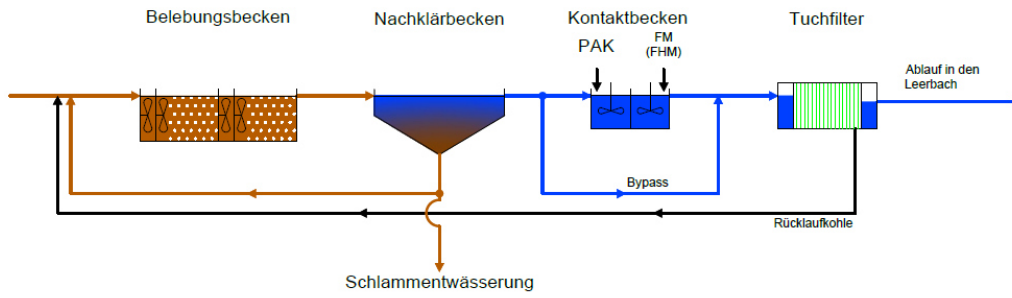 Belebungsbecken
Nachklärbecken
Kontaktbecken
Tuchfilter
PAK
FM
(FHM)
Ablauf in den
Leerbach
Bypass
Rücklaufkohle
Schlammentwässerung